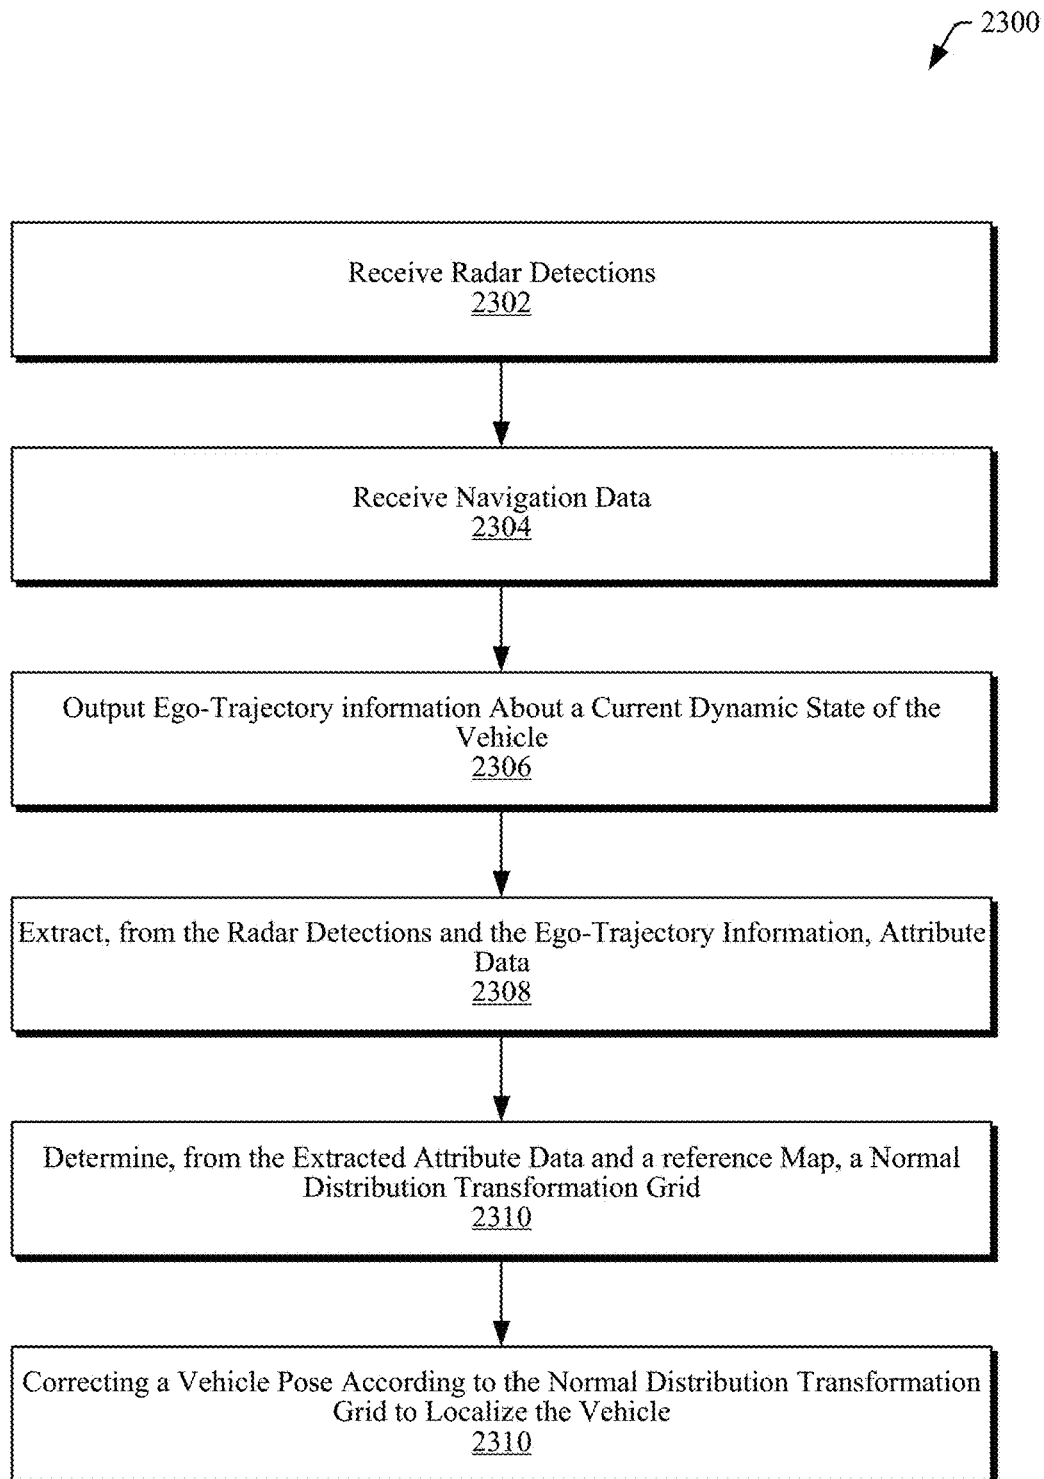 2300
Receive Radar Detections
2302
Receive Navigation Data
2304
Output Ego-Trajectory information About a Current Dynamic State of the
Vehicle
2306
Extract, from the Radar Detections and the Ego-Trajectory Information, Attribute
Data
2308
Determine, from the Extracted Attribute Data and a reference Map, a Normal
Distribution Transformation Grid
2310
Correcting a Vehicle Pose According to the Normal Distribution Transformation
Grid to Localize the Vehicle
2310